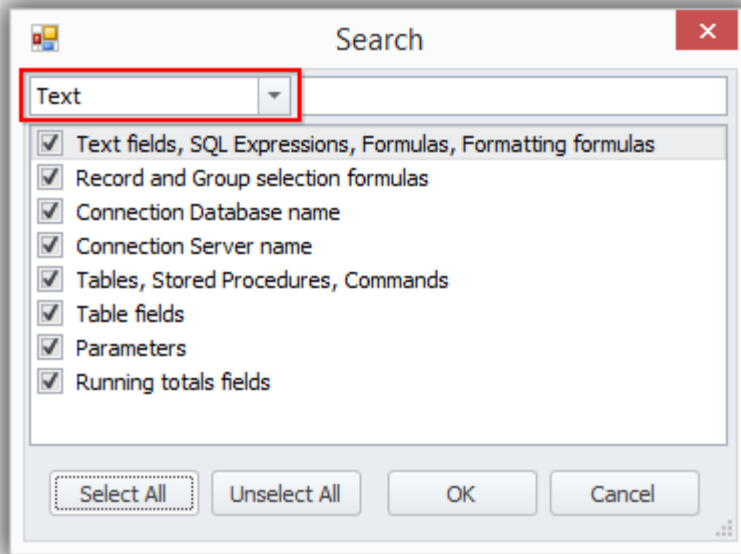 Search
Text
Text fields, SQL Expressions, Formulas, Formatting formulas
Record and Group selection formulas
Connection Database name
Connection Server name
Tables, Stored Procedures, Commands
Table fields
Parameters
Running totals fields
Select All Unselect All OK Cancel